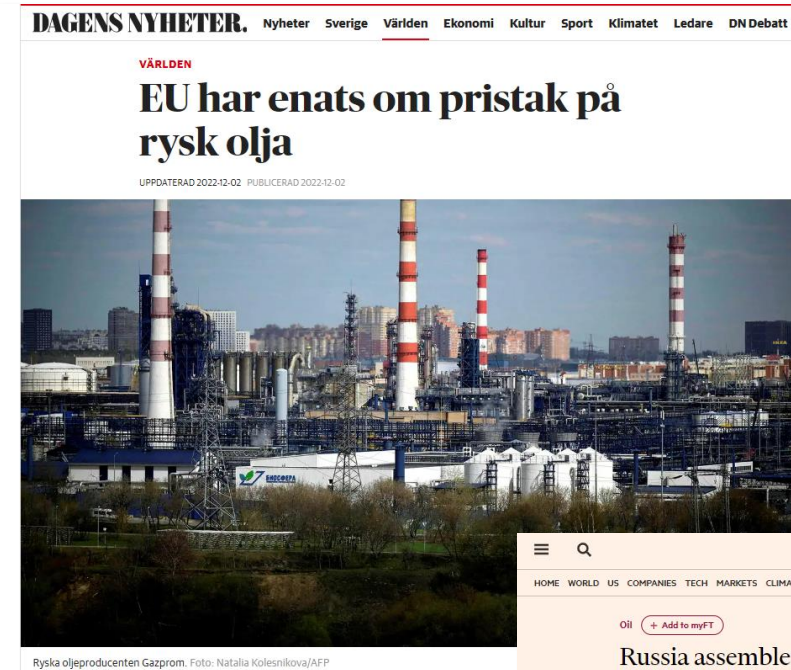 DAGENS NYHETER. Nyheter Sverige Världen Ekonomi Kultur Sport Klimatet Ledare DN Debatt
VÄRLDEN
EU har enats om pristak på
rysk olja
UPPDATERAD 2022-12-02 PUBLICERAD 2022-12-02
Ryska oljeproducenten Gazprom. Foto: Natalia Kolesnikova/AFP
HOME WORLD US COMPANIES TECH MARKETS CLIMA
Oil + Add to myFT
Russia assemble